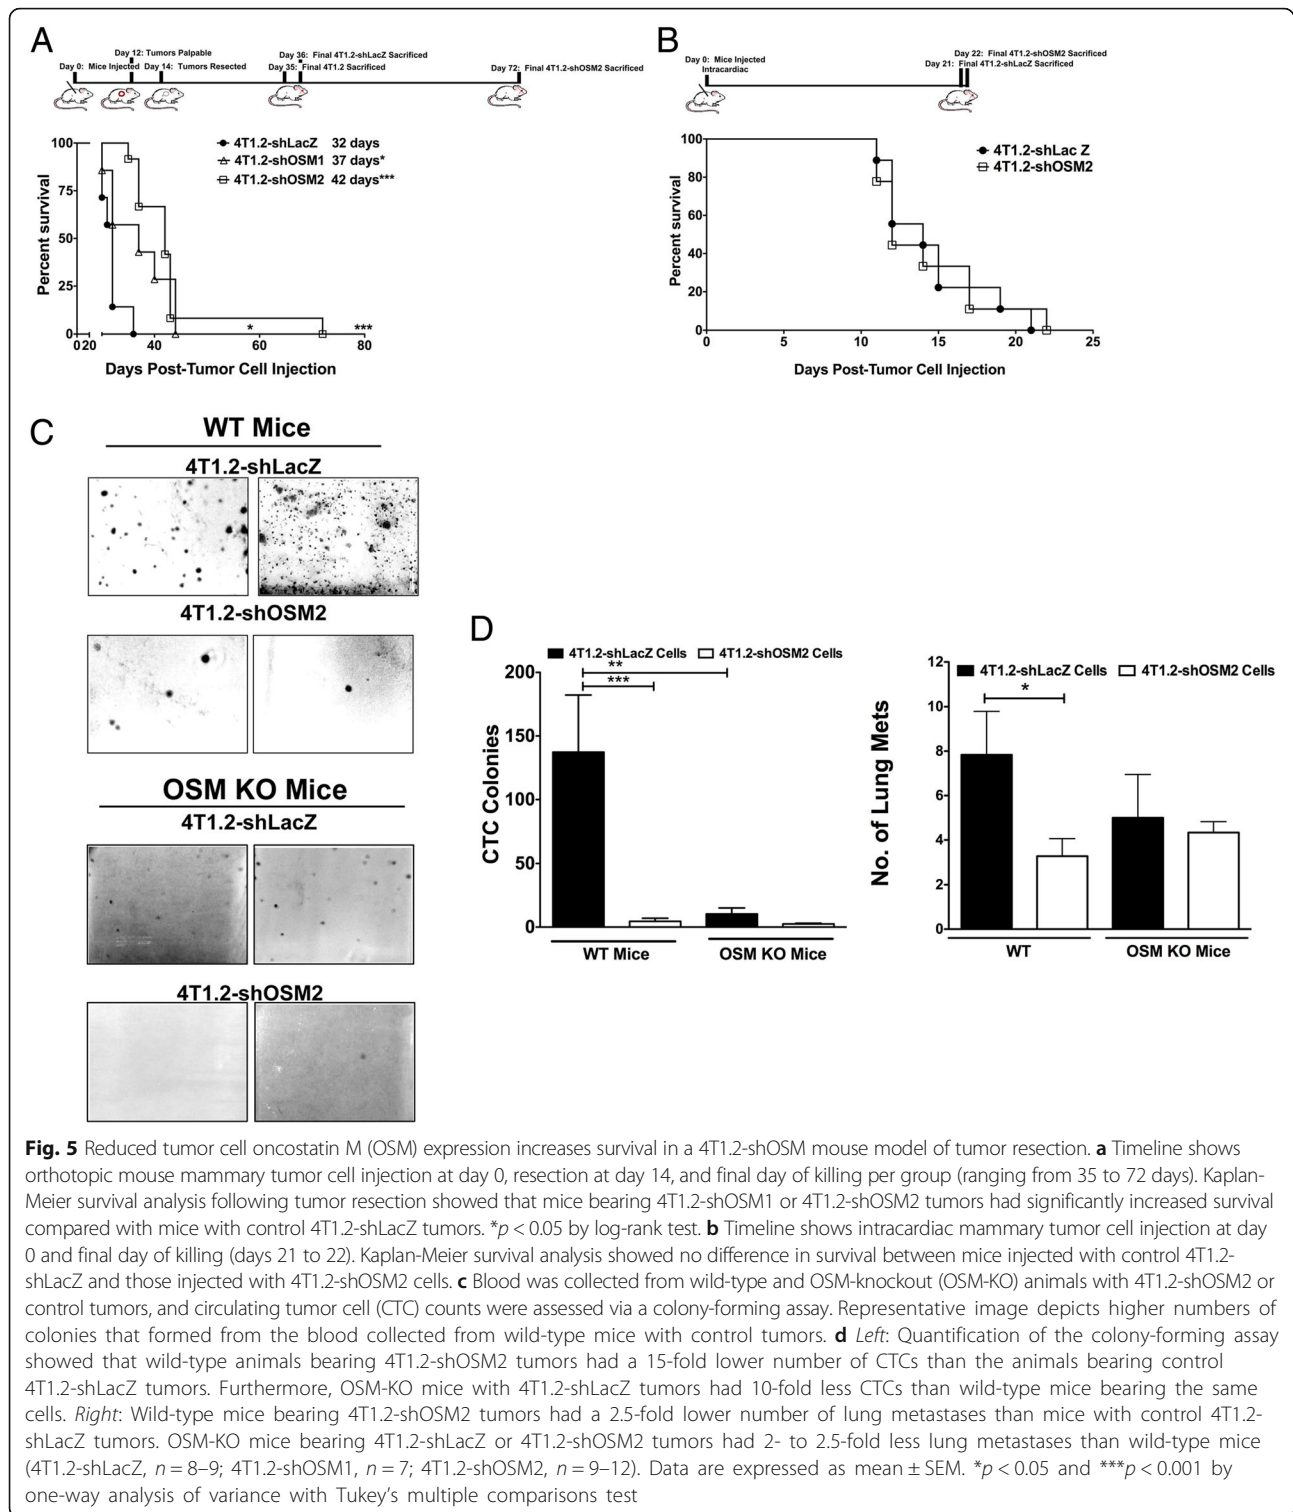 A
Day 12: Tumors Palpable
Day 36: Final 4T1.2-shLacZ Sacrificed
Day 0: Mice Injected
Day 14: Tumors Resected
Day 35: Final 4T1.2 Sacrificed
Day 72: Final 4T1.2-shOSM2 Sacrificed
4T1.2-shLacZ 32 days
4T1.2-shOSM1 37 days*
4T1.2-shOSM2 42 days***
Percent survival
100
75
50
25
0
* ***
0 20 40 60 80
Days Post-Tumor Cell Injection
B
Day 22: Final 4T1.2-shOSM2 Sacrificed
Day 0: Mice Injected
Intracardiac
Day 21: Final 4T1.2-shLacZ Sacrificed
4T1.2-shLac Z
4T1.2-shOSM2
Percent survival
100
80
60
40
20
0
0 5 10 15 20 25
Days Post-Tumor Cell Injection
C
WT Mice
4T1.2-shLacZ
4T1.2-shOSM2
OSM KO Mice
4T1.2-shLacZ
4T1.2-shOSM2
D
4T1.2-shLacZ Cells 4T1.2-shOSM2 Cells
**
***
CTC Colonies
200
150
100
50
0
WT Mice OSM KO Mice
4T1.2-shLacZ Cells 4T1.2-shOSM2 Cells
*
No. of Lung Mets
12
10
8
6
4
2
0
WT OSM KO Mice
Fig. 5 Reduced tumor cell oncostatin M (OSM) expression increases survival in a 4T1.2-shOSM mouse model of tumor resection. a Timeline shows
orthotopic mouse mammary tumor cell injection at day 0, resection at day 14, and final day of killing per group (ranging from 35 to 72 days). Kaplan-
Meier survival analysis following tumor resection showed that mice bearing 4T1.2-shOSM1 or 4T1.2-shOSM2 tumors had significantly increased survival
compared with mice with control 4T1.2-shLacZ tumors. *p < 0.05 by log-rank test. b Timeline shows intracardiac mammary tumor cell injection at day
0 and final day of killing (days 21 to 22). Kaplan-Meier survival analysis showed no difference in survival between mice injected with control 4T1.2-
shLacZ and those injected with 4T1.2-shOSM2 cells. c Blood was collected from wild-type and OSM-knockout (OSM-KO) animals with 4T1.2-shOSM2 or
control tumors, and circulating tumor cell (CTC) counts were assessed via a colony-forming assay. Representative image depicts higher numbers of
colonies that formed from the blood collected from wild-type mice with control tumors. d Left: Quantification of the colony-forming assay
showed that wild-type animals bearing 4T1.2-shOSM2 tumors had a 15-fold lower number of CTCs than the animals bearing control
4T1.2-shLacZ tumors. Furthermore, OSM-KO mice with 4T1.2-shLacZ tumors had 10-fold less CTCs than wild-type mice bearing the same
cells. Right: Wild-type mice bearing 4T1.2-shOSM2 tumors had a 2.5-fold lower number of lung metastases than mice with control 4T1.2-
shLacZ tumors. OSM-KO mice bearing 4T1.2-shLacZ or 4T1.2-shOSM2 tumors had 2- to 2.5-fold less lung metastases than wild-type mice
(4T1.2-shLacZ, n = 8–9; 4T1.2-shOSM1, n = 7; 4T1.2-shOSM2, n = 9–12). Data are expressed as mean ± SEM. *p < 0.05 and ***p < 0.001 by
one-way analysis of variance with Tukey's multiple comparisons test